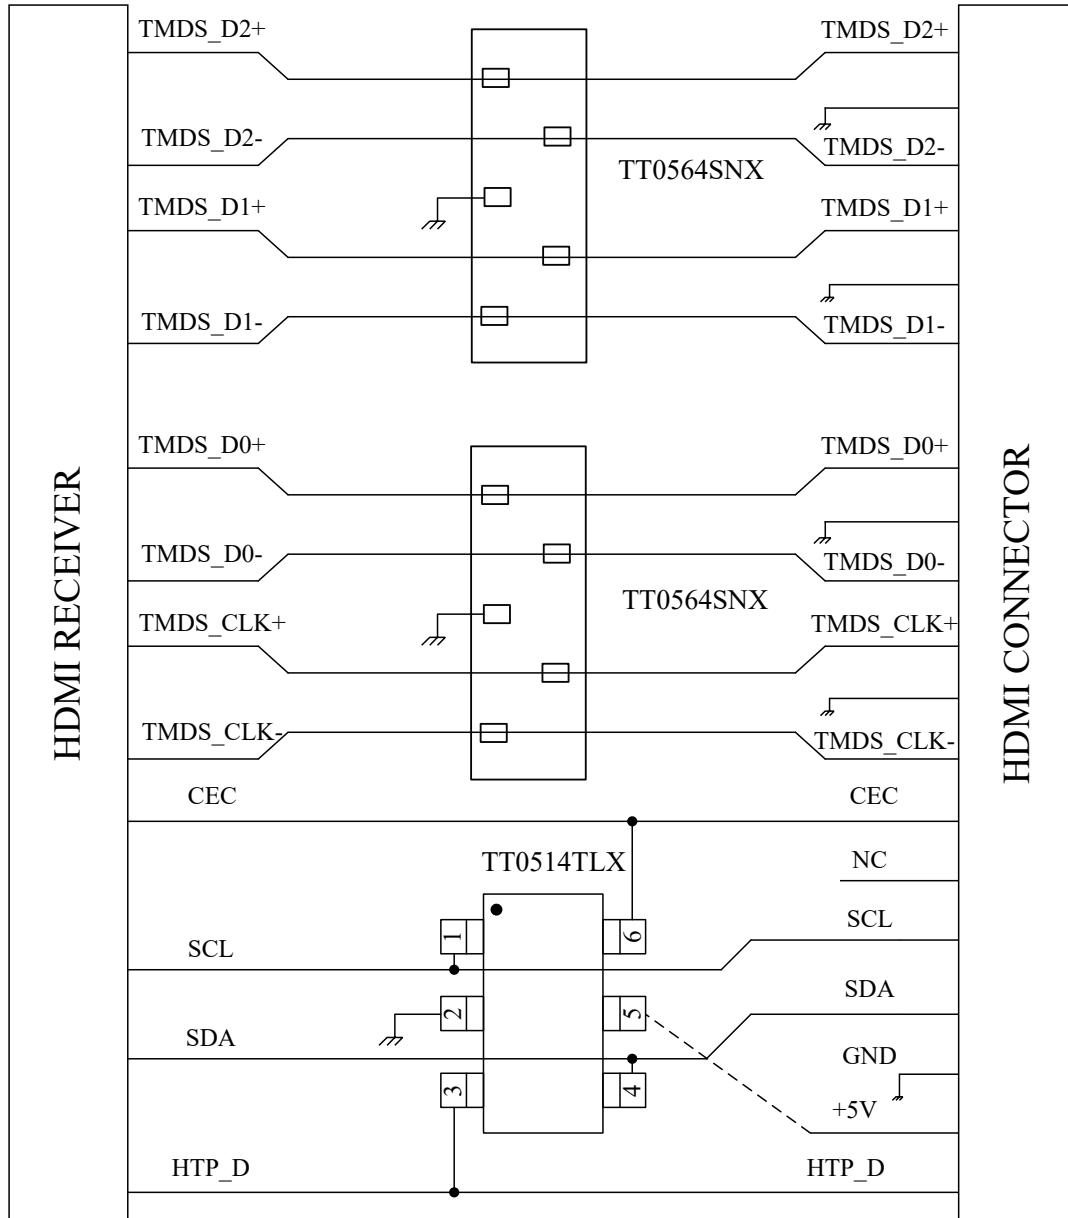 TMDS_D2+
TMDS_D2+
TMDS_D2-
TMDS_D2-
TT0564SNX
TMDS_D1+
TMDS_D1+
TMDS_D1-
TMDS_D1-
TMDS_D0+
TMDS_D0+
HDMI RECEIVER
HDMI CONNECTOR
TMDS_D0-
TMDS_D0-
TT0564SNX
TMDS_CLK+
TMDS_CLK+
TMDS_CLK-
TMDS_CLK-
CEC
CEC
TT0514TLX
NC
1
6
SCL
SCL
2
5
SDA
SDA
GND
3
4
+5V
HTP_D
HTP_D